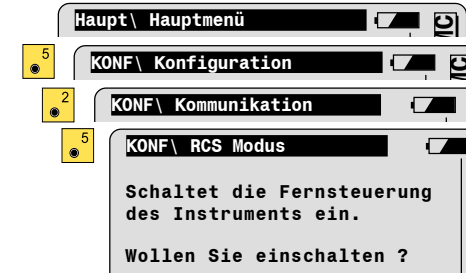 Haupt\ Hauptmenü
MC
5
KONF\ Konfiguration
2
KONF\ Kommunikation
5
KONF\ RCS Modus
Schaltet die Fernsteuerung
des Instruments ein.
Wollen Sie einschalten ?